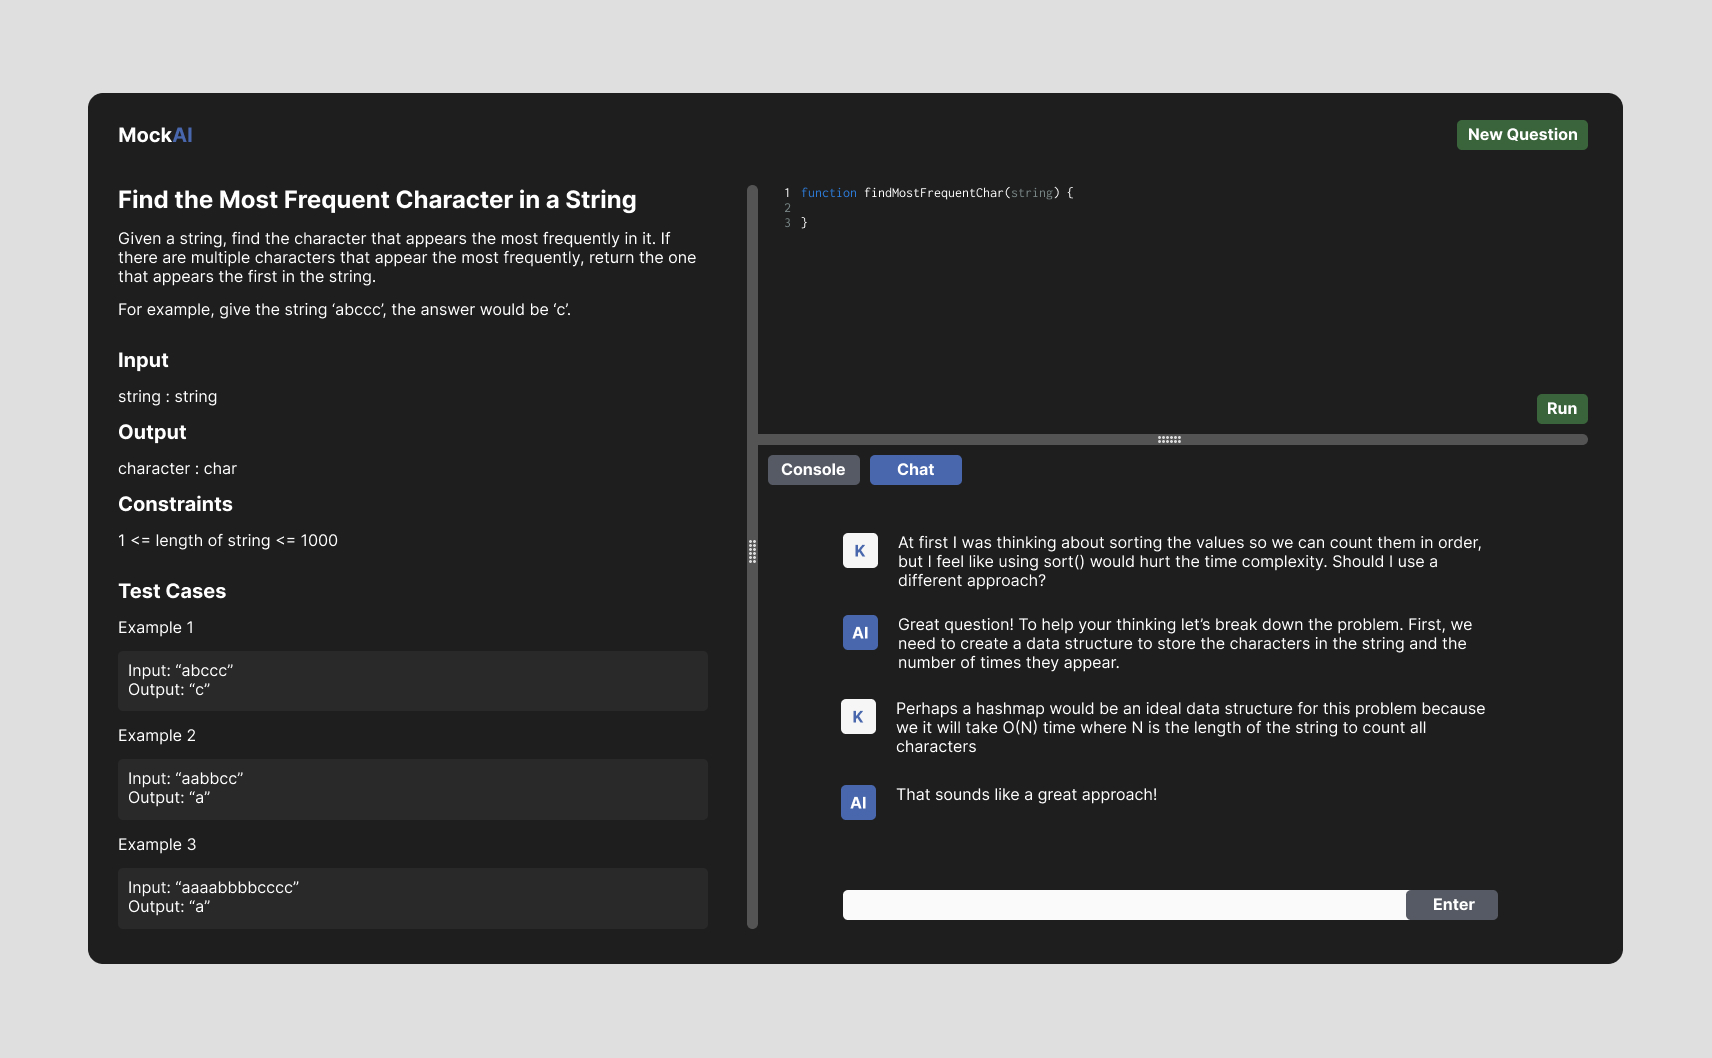 MockAI
New Question
Find the Most Frequent Character in a String
Given a string, find the character that appears the most frequently in it. If
there are multiple characters that appear the most frequently, return the one
that appears the first in the string.
For example, give the string ‘abccc’, the answer would be ‘c’.
Input
string : string
Output
character : char
Constraints
1 <= length of string <= 1000
Test Cases
Example 1
Input: “abccc”
Output: “c”
Example 2
Input: “aabbcc”
Output: “a”
Example 3
Input: “aaaabbbbcccc”
Output: “a”
1 function findMostFrequentChar(string) {
2
3 }
Run
Console
Chat
K
At first I was thinking about sorting the values so we can count them in order,
but I feel like using sort() would hurt the time complexity. Should I use a
different approach?
AI
Great question! To help your thinking let’s break down the problem. First, we
need to create a data structure to store the characters in the string and the
number of times they appear.
K
Perhaps a hashmap would be an ideal data structure for this problem because
we it will take O(N) time where N is the length of the string to count all
characters
AI
That sounds like a great approach!
Enter